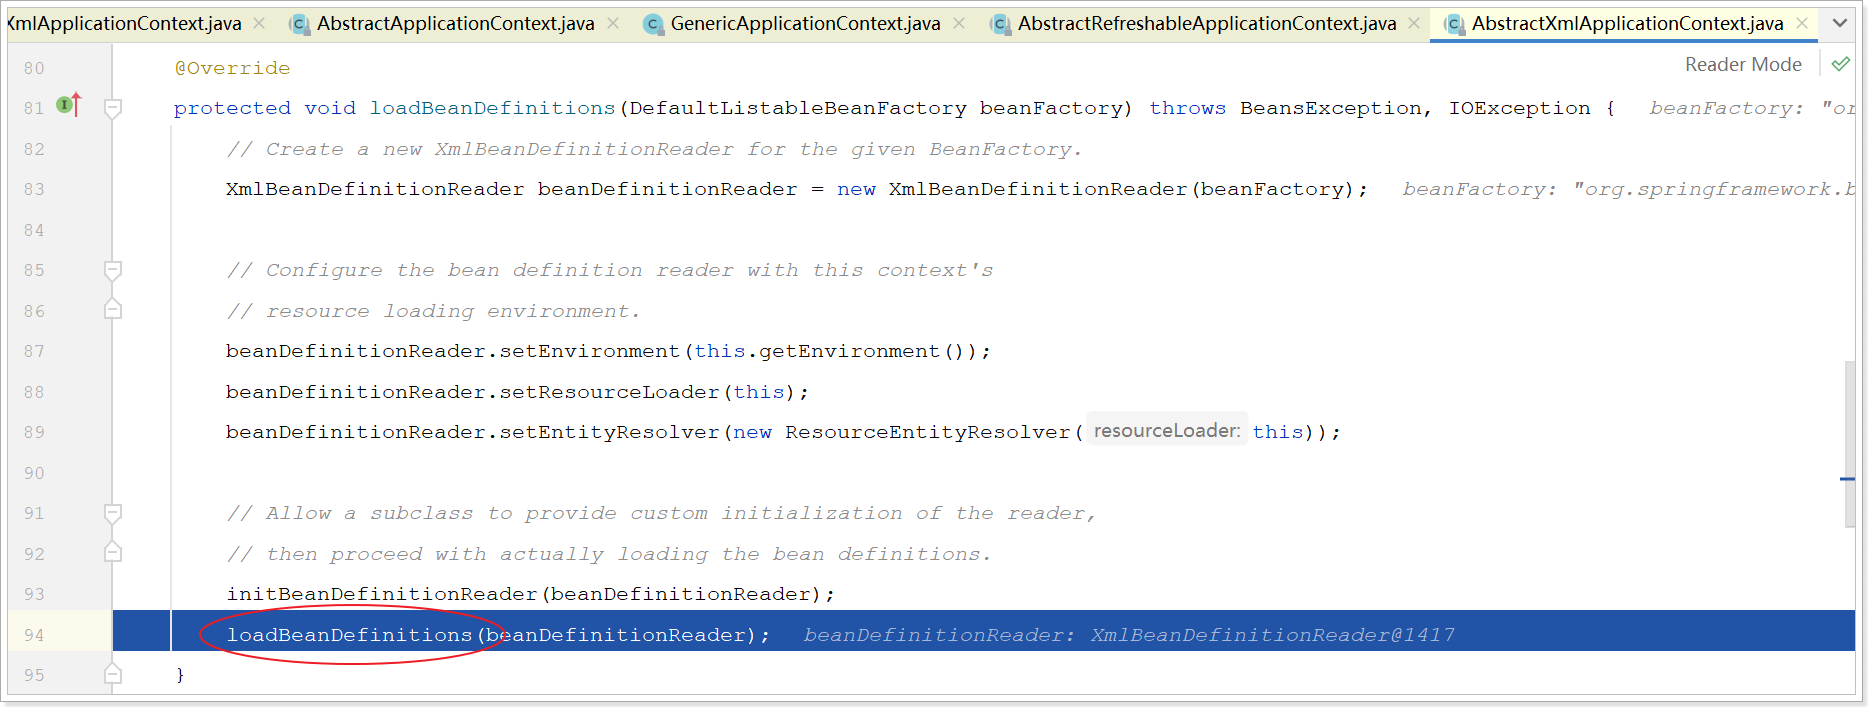 XmlApplicationContext.java AbstractApplicationContext.java GenericApplicationContext.java AbstractRefreshableApplicationContext.java AbstractXmlApplicationContext.java
Reader Mode
80 @Override
81 protected void loadBeanDefinitions(DefaultListableBeanFactory beanFactory) throws BeansException, IOException { beanFactory: "or
82 // Create a new XmlBeanDefinitionReader for the given BeanFactory.
83 XmlBeanDefinitionReader beanDefinitionReader = new XmlBeanDefinitionReader(beanFactory); beanFactory: "org.springframework.b
84
85 // Configure the bean definition reader with this context's
86 // resource loading environment.
87 beanDefinitionReader.setEnvironment(this.getEnvironment());
88 beanDefinitionReader.setResourceLoader(this);
89 beanDefinitionReader.setEntityResolver(new ResourceEntityResolver( resourceLoader: this));
90
91 // Allow a subclass to provide custom initialization of the reader,
92 // then proceed with actually loading the bean definitions.
93 initBeanDefinitionReader(beanDefinitionReader);
94 loadBeanDefinitions(beanDefinitionReader); beanDefinitionReader: XmlBeanDefinitionReader@1417
95 }